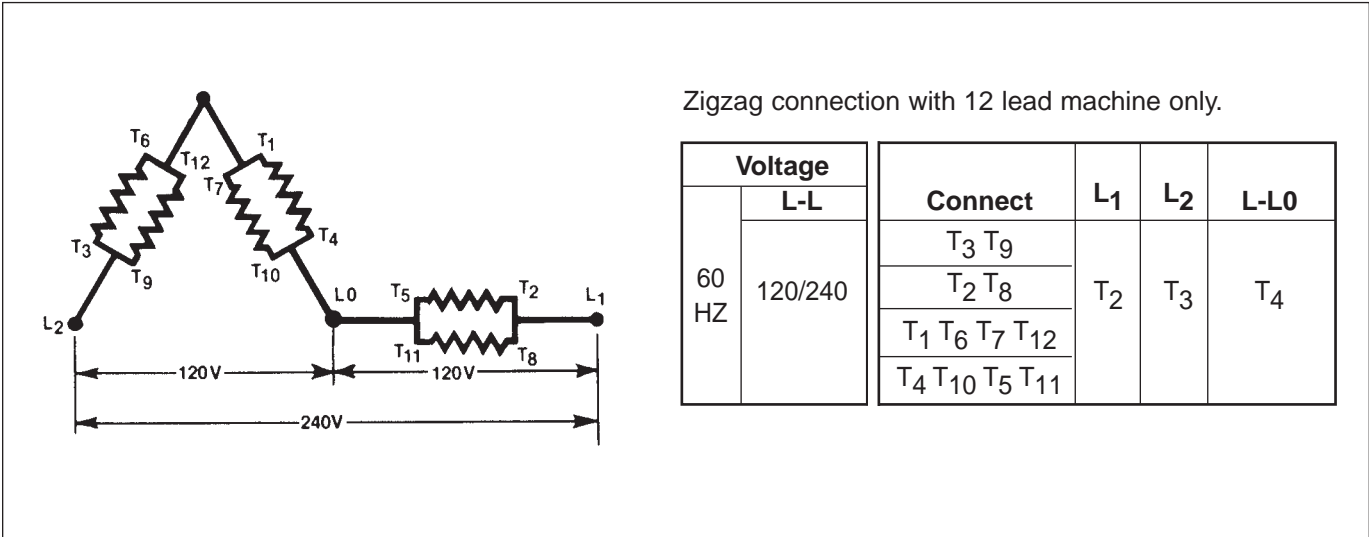 Zigzag connection with 12 lead machine only.
T6 T12 T1
T7
T3 T9 T10 T4
L2 L0 T5 T2 L1
T11 T8
120V 120V
240V
Voltage
L-L Connect L1 L2 L-L0
60 HZ 120/240 T3 T9 T2 T3 T4
T2 T8
T1 T6 T7 T12
T4 T10 T5 T11